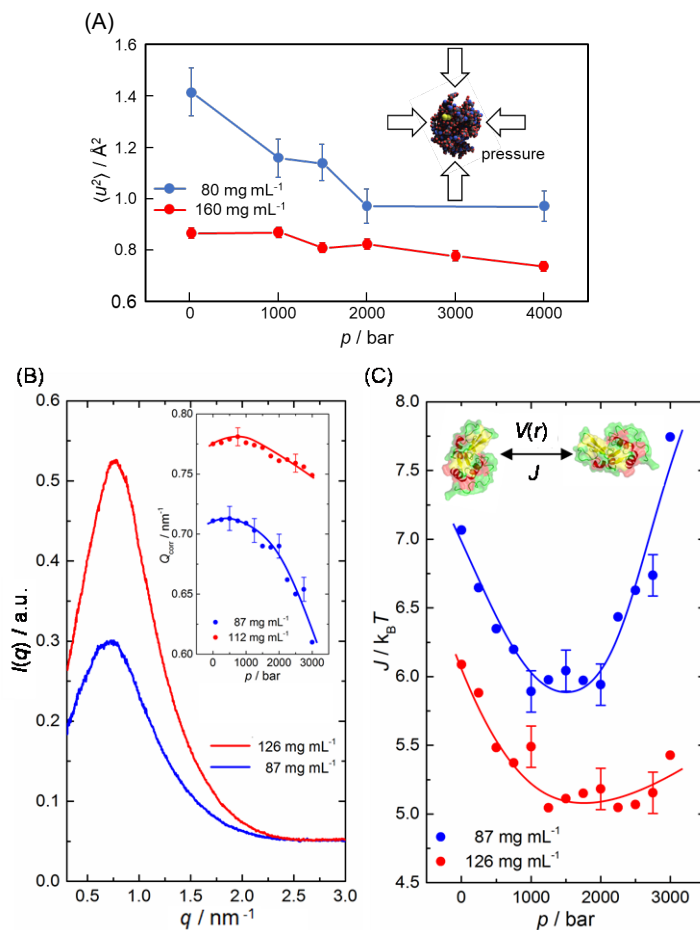 (A)
1.6
1.4
1.2
1.0
0.8
0.6
⟨u²⟩ / Å²
pressure
80 mg mL⁻¹
160 mg mL⁻¹
0 1000 2000 3000 4000
p / bar
(B)
0.6
0.5
0.4
0.3
0.2
0.1
0.0
I(q) / a.u.
0.80
0.75
0.70
0.65
0.60
Q_corr / nm⁻¹
87 mg mL⁻¹
112 mg mL⁻¹
0 500 1000 1500 2000 2500 3000
p / bar
126 mg mL⁻¹
87 mg mL⁻¹
0.5 1.0 1.5 2.0 2.5 3.0
q / nm⁻¹
(C)
8.0
7.5
7.0
6.5
6.0
5.5
5.0
4.5
J / k_BT
V(r)
J
87 mg mL⁻¹
126 mg mL⁻¹
0 1000 2000 3000
p / bar